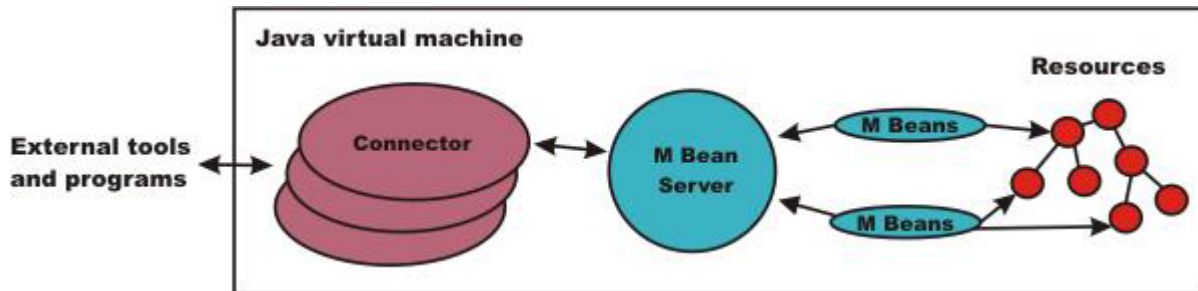 Java virtual machine
Resources
External tools
and programs
Connector
M Bean
Server
M Beans
M Beans